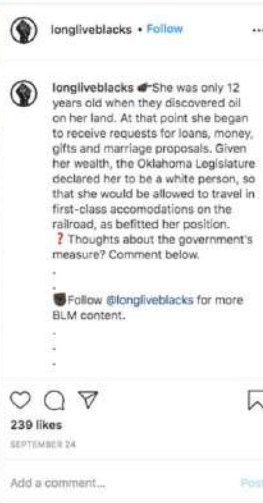 longliveblacks • Follow
longliveblacks She was only 12
years old when they discovered oil
on her land. At that point she began
to receive requests for loans, money,
gifts and marriage proposals. Given
her wealth, the Oklahoma Legislature
declared her to be a white person, so
that she would be allowed to travel in
first-class accomodations on the
railroad, as befitted her position.
❓Thoughts about the government's
measure? Comment below.
.
.
Follow @longliveblacks for more
BLM content.
.
.
.
239 likes
SEPTEMBER 24
Add a comment...
Post